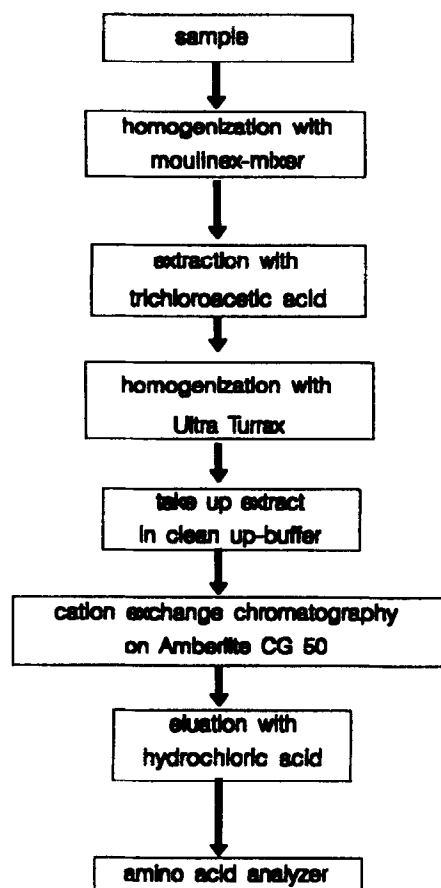 sample
homogenization with
moulinex-mixer
extraction with
trichloroacetic acid
homogenization with
Ultra Turrax
take up extract
in clean up-buffer
cation exchange chromatography
on Amberlite CG 50
eluation with
hydrochloric acid
amino acid analyzer